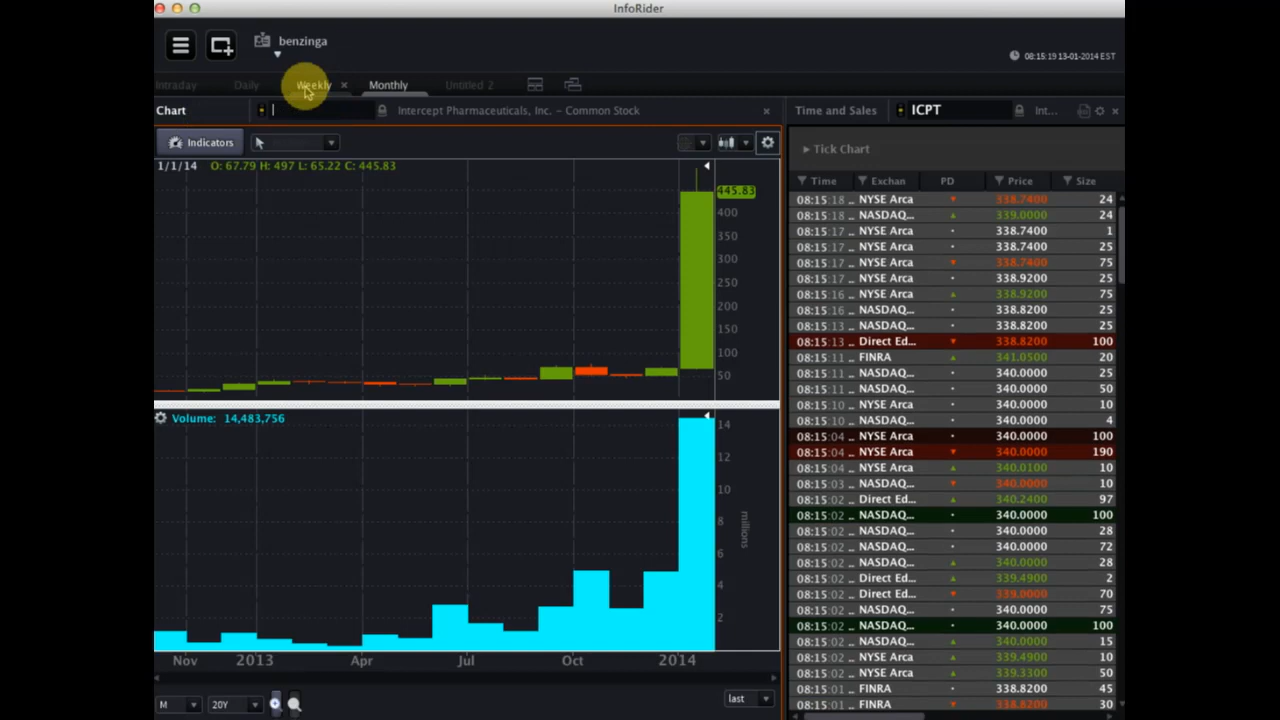 InfoRider
benzinga
08:15:19 13-01-2014 EST
Intraday Daily Weekly × Monthly Untitled 2
Chart Intercept Pharmaceuticals, Inc. - Common Stock ×
Time and Sales ICPT Int... ×
Indicators
Tick Chart
1/1/14 O: 67.79 H: 497 L: 65.22 C: 445.83
445.83
400
350
300
250
200
150
100
50
Volume: 14,483,756
14
12
10
8
6
4
2
millions
Nov 2013 Apr Jul Oct 2014
M 20Y last
Time Exchan PD Price Size
08:15:18 .. NYSE Arca 338.7400 24
08:15:18 .. NASDAQ... 339.0000 24
08:15:17 .. NYSE Arca 338.7400 1
08:15:17 .. NYSE Arca 338.7400 25
08:15:17 .. NYSE Arca 338.7400 75
08:15:17 .. NYSE Arca 338.9200 25
08:15:16 .. NYSE Arca 338.9200 75
08:15:16 .. NASDAQ... 338.8200 25
08:15:13 .. NASDAQ... 338.8200 25
08:15:13 .. Direct Ed... 338.8200 100
08:15:11 .. FINRA 341.0500 20
08:15:11 .. NASDAQ... 340.0000 25
08:15:11 .. NASDAQ... 340.0000 50
08:15:10 .. NYSE Arca 340.0000 10
08:15:10 .. NASDAQ... 340.0000 4
08:15:04 .. NYSE Arca 340.0000 100
08:15:04 .. NYSE Arca 340.0000 190
08:15:04 .. NYSE Arca 340.0100 10
08:15:03 .. NASDAQ... 340.0000 10
08:15:02 .. Direct Ed... 340.2400 97
08:15:02 .. NASDAQ... 340.0000 100
08:15:02 .. NASDAQ... 340.0000 28
08:15:02 .. NASDAQ... 340.0000 72
08:15:02 .. NASDAQ... 340.0000 28
08:15:02 .. Direct Ed... 339.4900 2
08:15:02 .. Direct Ed... 339.0000 70
08:15:02 .. NASDAQ... 340.0000 75
08:15:02 .. NASDAQ... 340.0000 100
08:15:02 .. NASDAQ... 340.0000 15
08:15:02 .. NYSE Arca 339.4900 10
08:15:02 .. NYSE Arca 339.3300 50
08:15:01 .. FINRA 338.8200 45
08:15:01 .. FINRA 338.8200 30